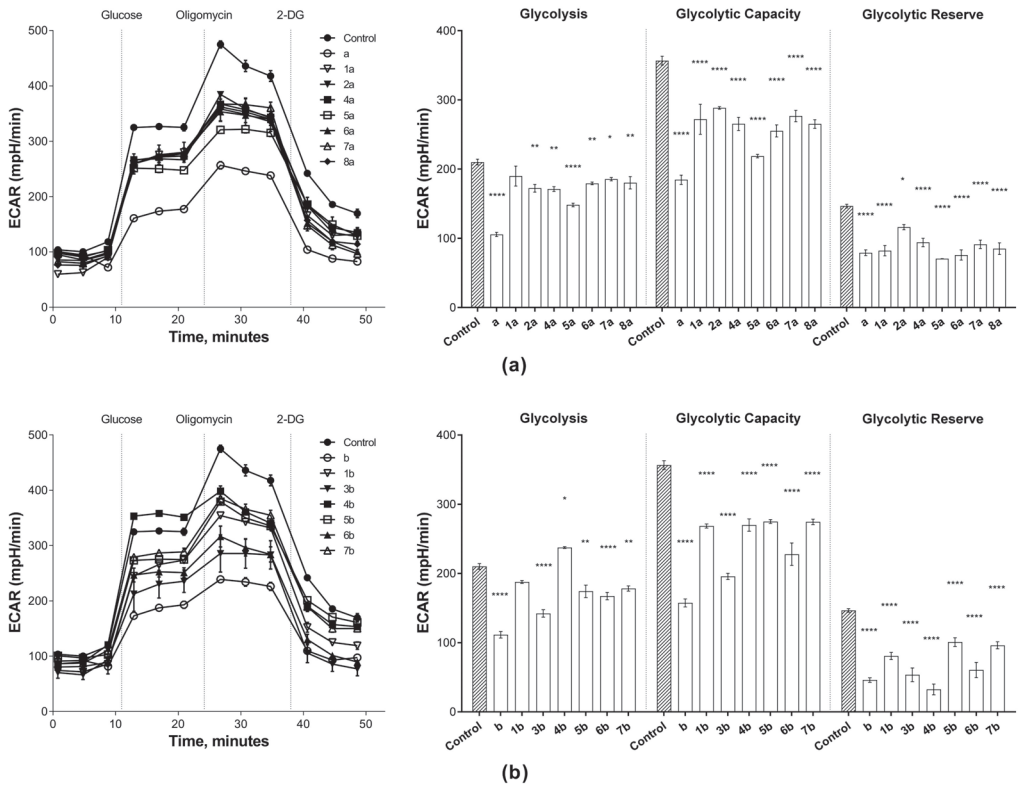 Glucose Oligomycin 2-DG
500
400
300
200
100
0
ECAR (mpH/min)
0 10 20 30 40 50
Time, minutes
Control
a
1a
2a
4a
5a
6a
7a
8a
Glycolysis Glycolytic Capacity Glycolytic Reserve
400
300
200
100
0
ECAR (mpH/min)
**** ** ** **** ** * **
**** **** **** **** **** **** **** ****
**** **** * **** **** **** **** ****
Control a 1a 2a 4a 5a 6a 7a 8a
Control a 1a 2a 4a 5a 6a 7a 8a
Control a 1a 2a 4a 5a 6a 7a 8a
(a)
Glucose Oligomycin 2-DG
500
400
300
200
100
0
ECAR (mpH/min)
0 10 20 30 40 50
Time, minutes
Control
b
1b
3b
4b
5b
6b
7b
Glycolysis Glycolytic Capacity Glycolytic Reserve
400
300
200
100
0
ECAR (mpH/min)
**** **** * ** **** **
**** **** **** **** **** **** ****
**** **** **** **** **** **** ****
Control b 1b 3b 4b 5b 6b 7b
Control b 1b 3b 4b 5b 6b 7b
Control b 1b 3b 4b 5b 6b 7b
(b)